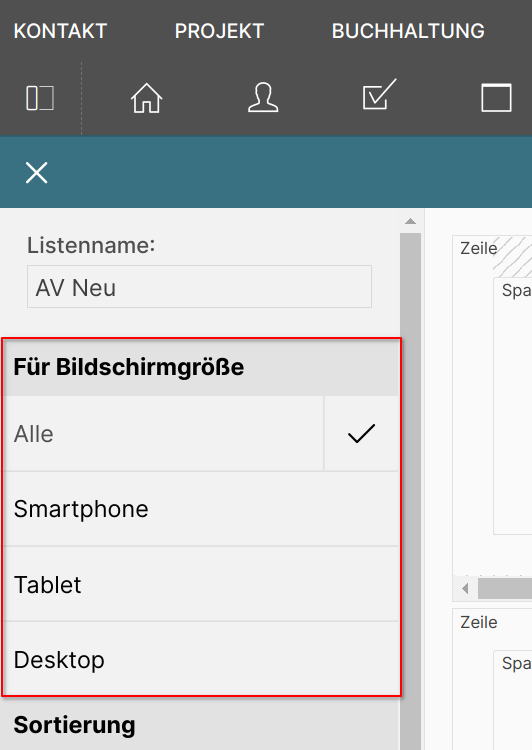 KONTAKT PROJEKT BUCHHALTUNG
Listenname:
AV Neu
Für Bildschirmgröße
Alle
Smartphone
Tablet
Desktop
Sortierung
Zeile
Spa
Zeile
Spa